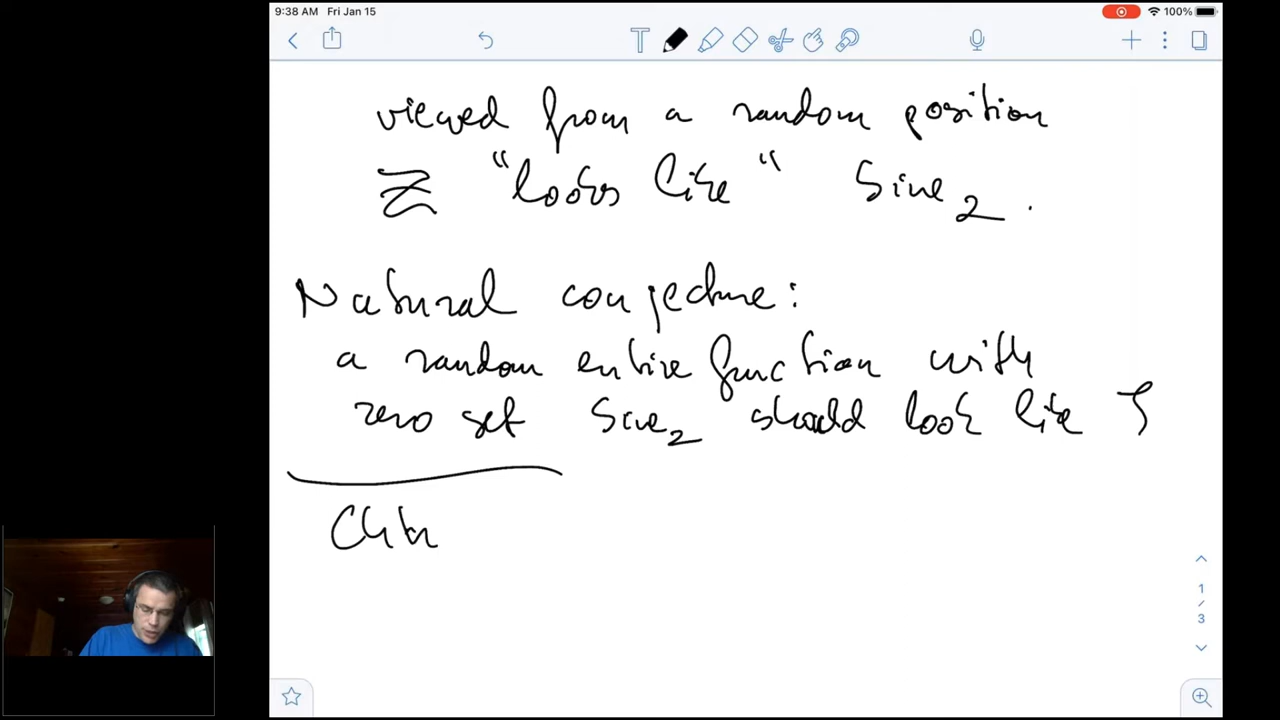 9:38 AM Fri Jan 15
100%
viewed from a random position
Z "looks like" Sine2.
Natural conjecture:
a random entire function with
zero set Sine2 should look like ζ
1
/
3